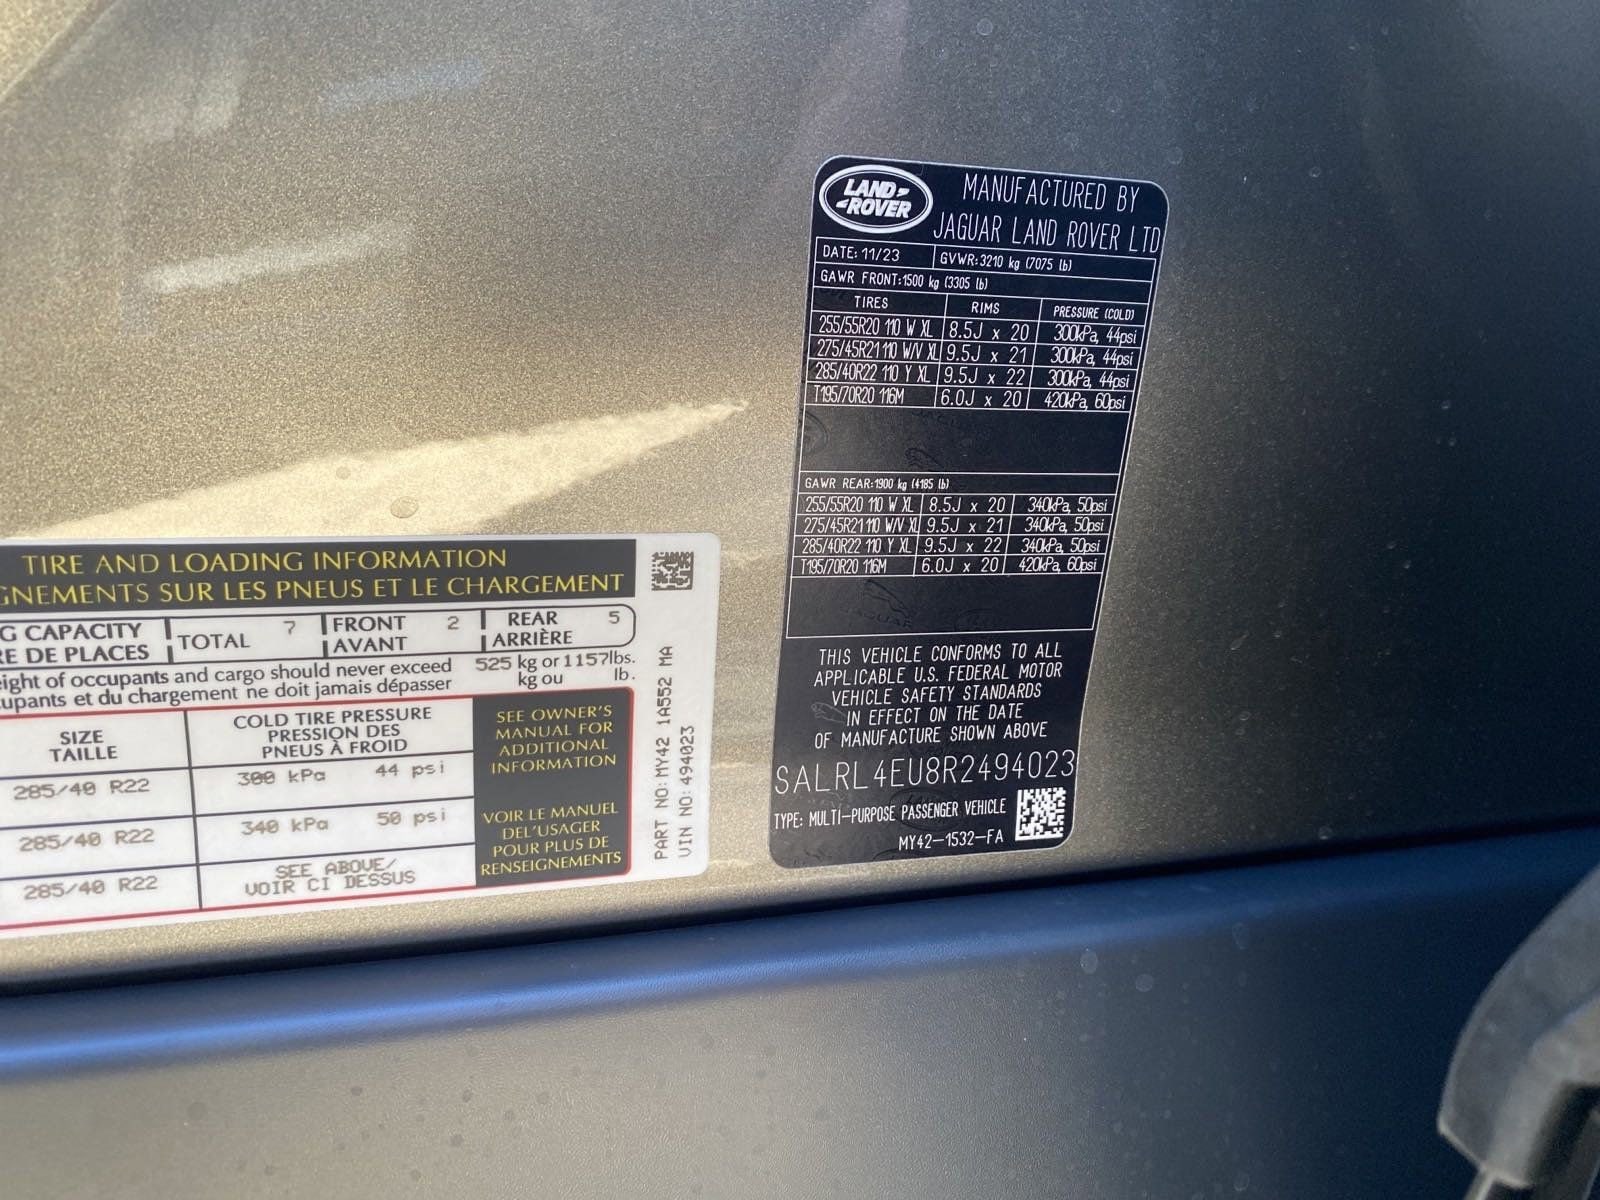 TIRE AND LOADING INFORMATION
GNEMENTS SUR LES PNEUS ET LE CHARGEMENT
G CAPACITY
RE DE PLACES
TOTAL 7
FRONT 2
AVANT
REAR 5
ARRIÈRE
eight of occupants and cargo should never exceed 525 kg or 1157lbs.
upants et du chargement ne doit jamais dépasser kg ou lb.
SIZE
TAILLE
COLD TIRE PRESSURE
PRESSION DES
PNEUS À FROID
285/40 R22 300 kPa 44 psi
285/40 R22 340 kPa 50 psi
285/40 R22 SEE ABOVE/
VOIR CI DESSUS
SEE OWNER'S
MANUAL FOR
ADDITIONAL
INFORMATION
VOIR LE MANUEL
DEL'USAGER
POUR PLUS DE
RENSEIGNEMENTS
PART NO: MY42 1A552 MA
VIN NO: 494023
LAND
ROVER
MANUFACTURED BY
JAGUAR LAND ROVER LTD
DATE: 11/23 GVWR: 3210 kg (7075 lb)
GAWR FRONT: 1500 kg (3305 lb)
TIRES RIMS PRESSURE (COLD)
255/55R20 110 W XL 8.5J x 20 300kPa, 44psi
275/45R21 110 W/V XL 9.5J x 21 300kPa, 44psi
285/40R22 110 Y XL 9.5J x 22 300kPa, 44psi
T195/70R20 116M 6.0J x 20 420kPa, 60psi
GAWR REAR: 1900 kg (4185 lb)
255/55R20 110 W XL 8.5J x 20 340kPa, 50psi
275/45R21 110 W/V XL 9.5J x 21 340kPa, 50psi
285/40R22 110 Y XL 9.5J x 22 340kPa, 50psi
T195/70R20 116M 6.0J x 20 420kPa, 60psi
THIS VEHICLE CONFORMS TO ALL
APPLICABLE U.S. FEDERAL MOTOR
VEHICLE SAFETY STANDARDS
IN EFFECT ON THE DATE
OF MANUFACTURE SHOWN ABOVE
SALRL4EU8R2494023
TYPE: MULTI-PURPOSE PASSENGER VEHICLE
MY42-1532-FA